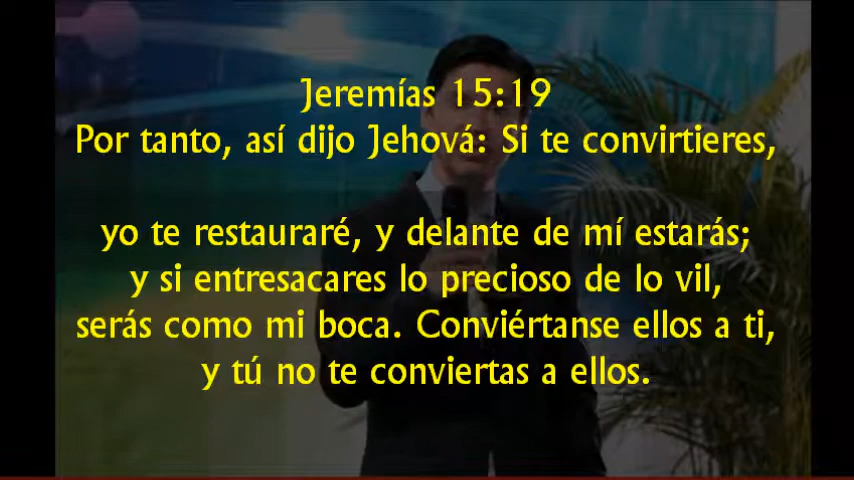 Jeremías 15:19
Por tanto, así dijo Jehová: Si te convirtieres,
yo te restauraré, y delante de mí estarás;
y si entresacares lo precioso de lo vil,
serás como mi boca. Conviértanse ellos a ti,
y tú no te conviertas a ellos.